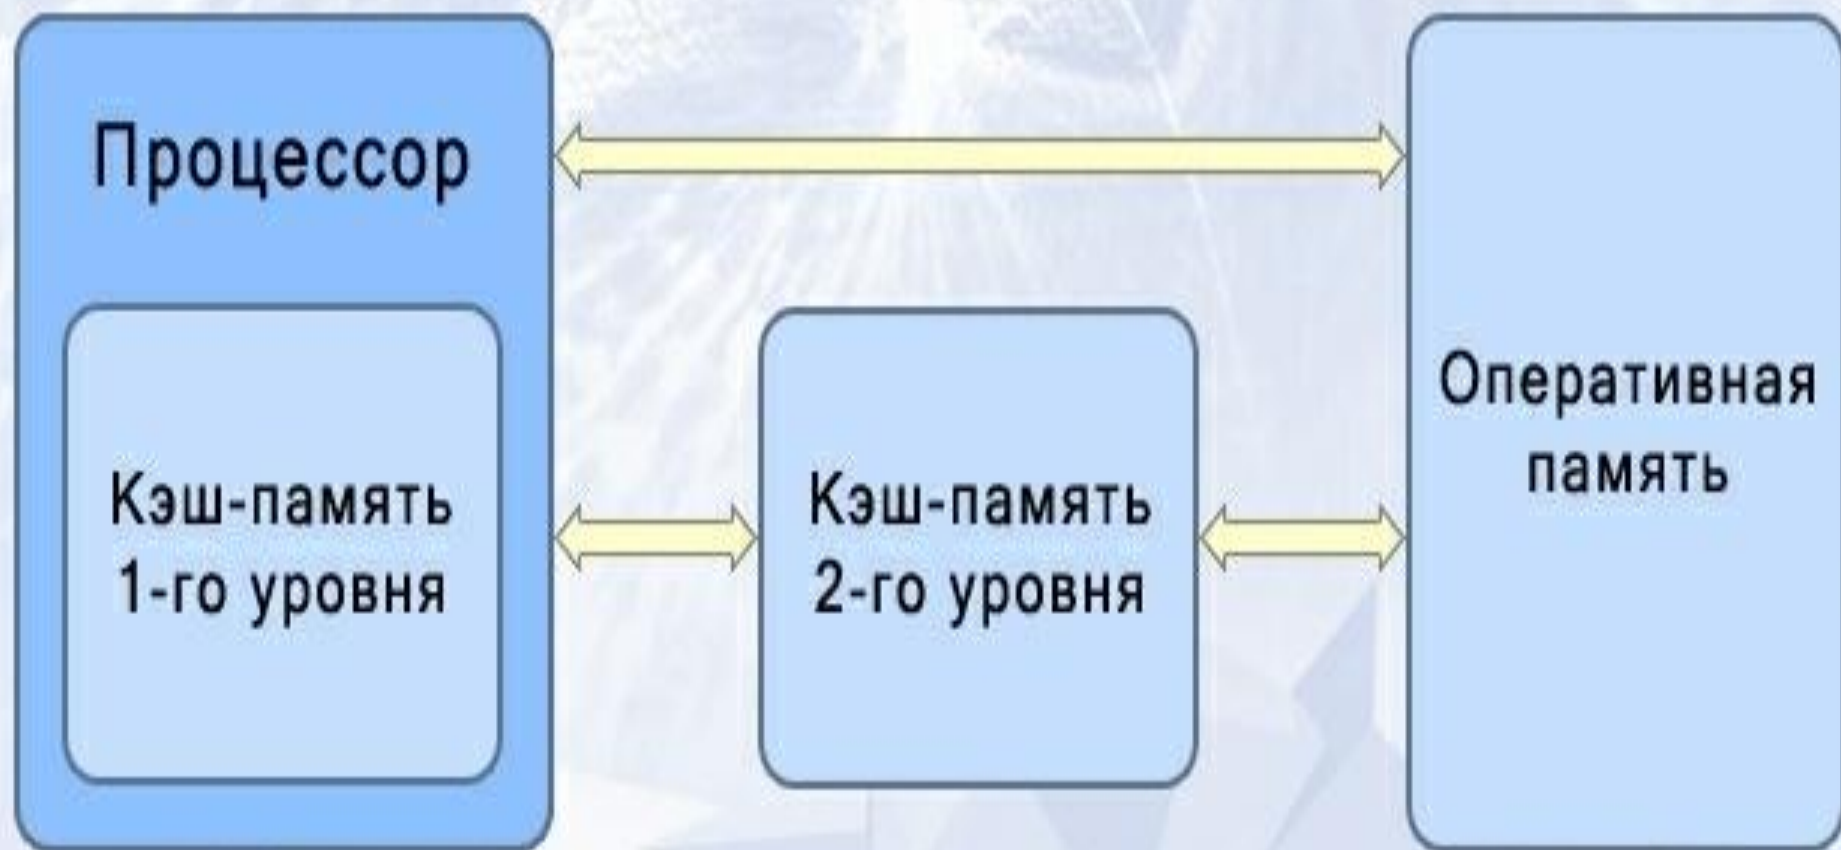 Процессор
Кэш-память
1-го уровня
Кэш-память
2-го уровня
Оперативная
память